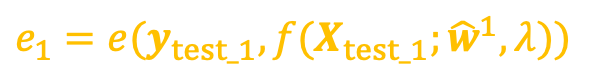 e₁ = e(y_test_1, f(X_test_1; ŵ¹, λ))